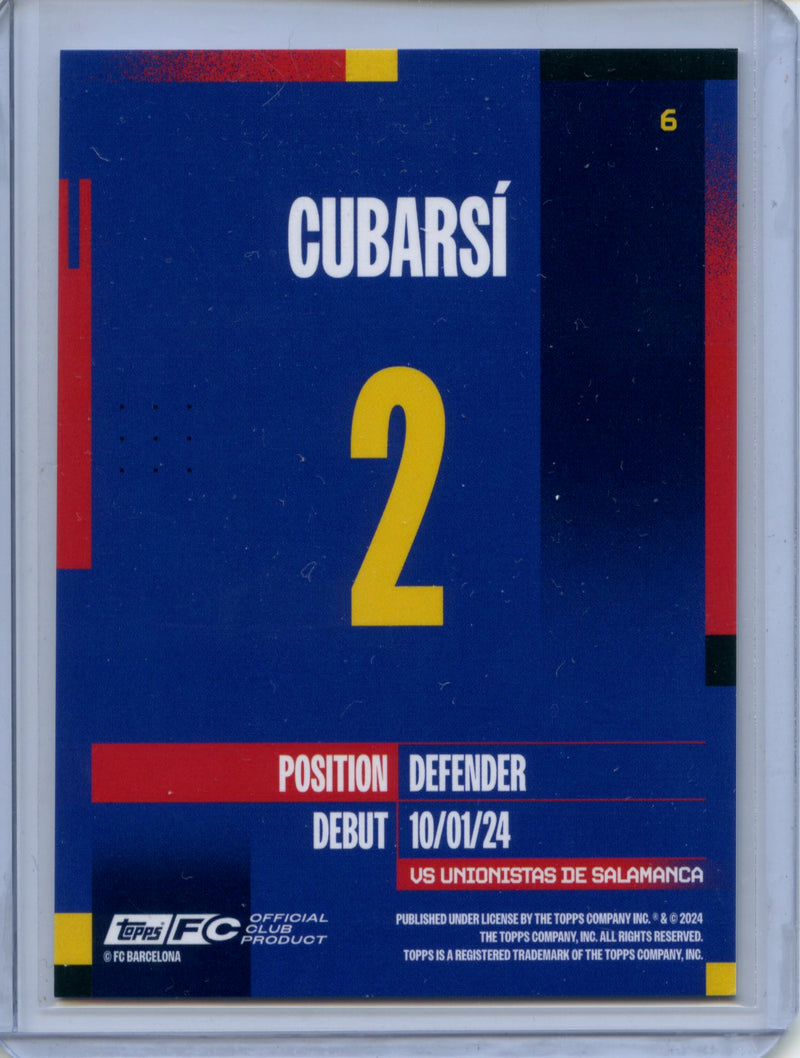 6
CUBARSÍ
2
POSITION DEFENDER
DEBUT 10/01/24
VS UNIONISTAS DE SALAMANCA
topps FC OFFICIAL CLUB PRODUCT
© FC BARCELONA
PUBLISHED UNDER LICENSE BY THE TOPPS COMPANY INC. ® & © 2024
THE TOPPS COMPANY, INC. ALL RIGHTS RESERVED.
TOPPS IS A REGISTERED TRADEMARK OF THE TOPPS COMPANY, INC.